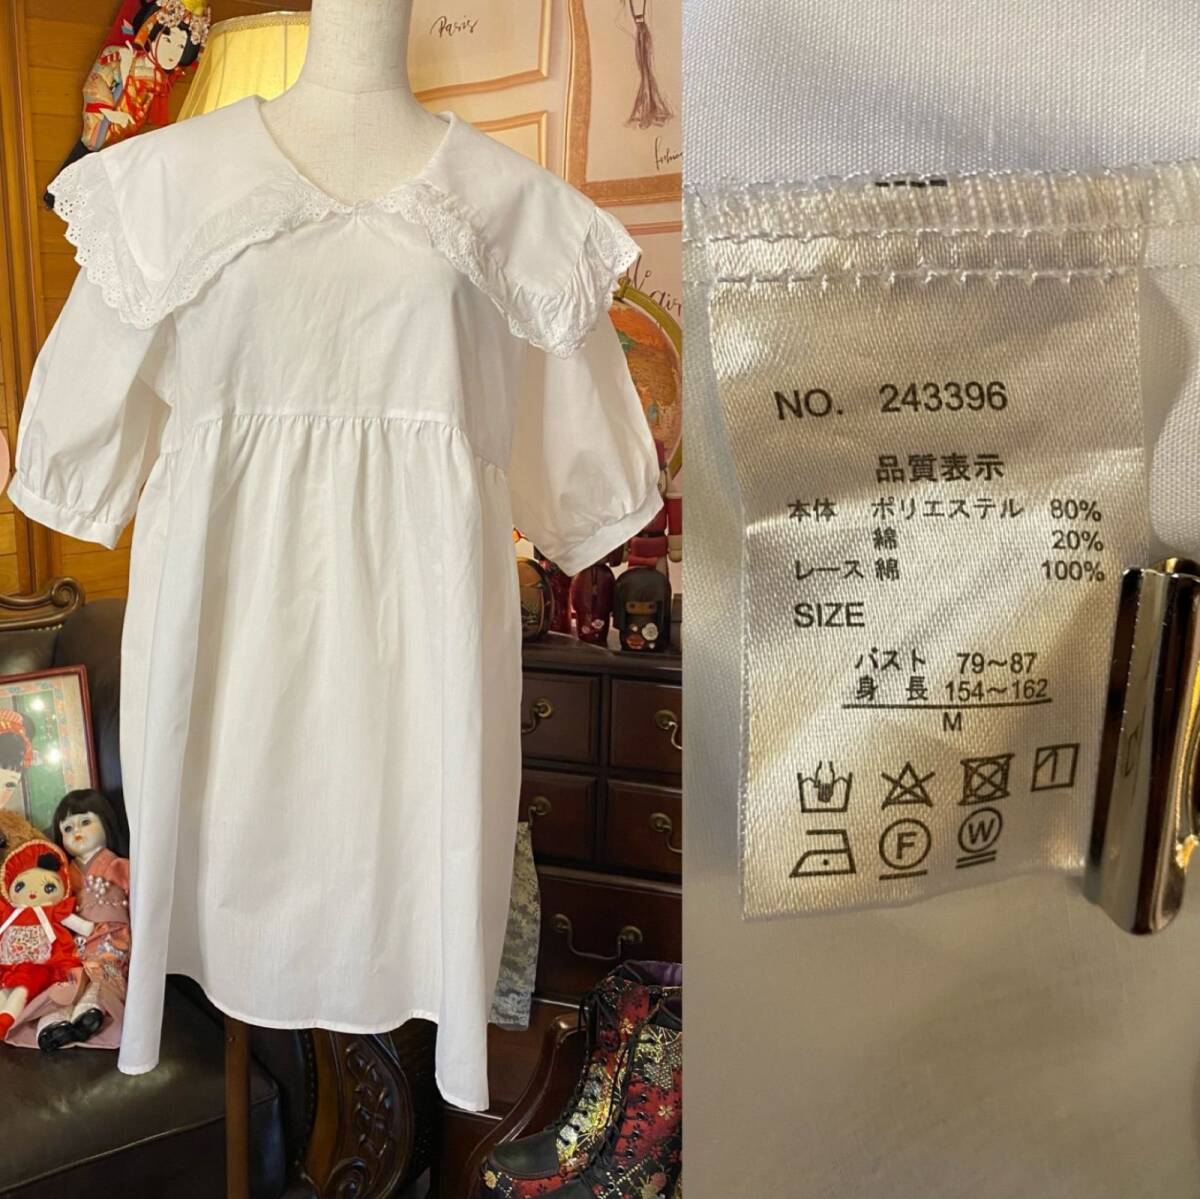 Paris
NO. 243396
品質表示
本体 ポリエステル 80%
綿 20%
レース 綿 100%
SIZE
バスト 79~87
身 長 154~162
M
F
W